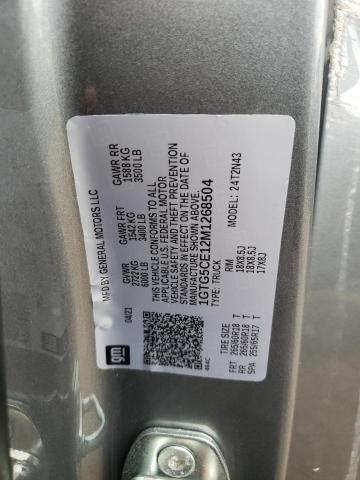 MFD BY GENERAL MOTORS LLC
04/21
GVWR
2722 KG
6000 LB
GAWR FRT
1542 KG
3400 LB
GAWR RR
1588 KG
3500 LB
THIS VEHICLE CONFORMS TO ALL
APPLICABLE U.S. FEDERAL MOTOR
VEHICLE SAFETY AND THEFT PREVENTION
STANDARDS IN EFFECT ON THE DATE OF
MANUFACTURE SHOWN ABOVE.
1GTG5CE12M1268504
TYPE: TRUCK
24T2N43
gm
464C
TIRE SIZE
RIM
FRT 265/60R18 T 18X8.5J
RR 265/60R18 T 18X8.5J
SPA 255/65R17 T 17X8J